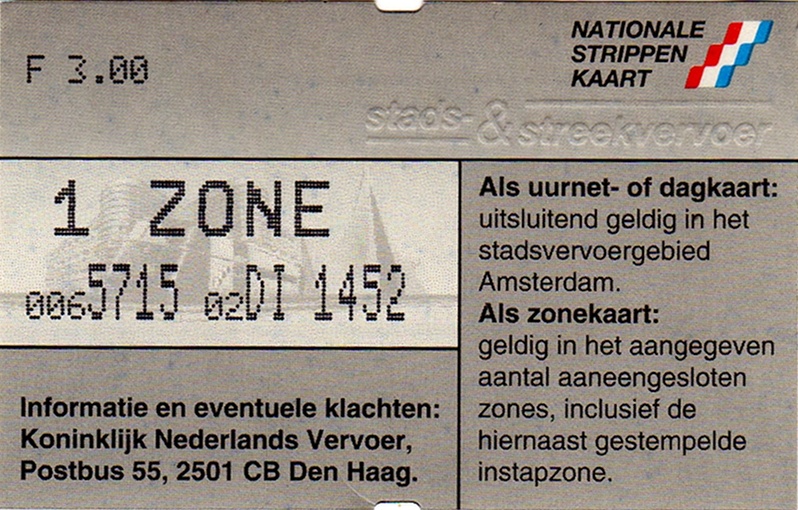 F 3.00
NATIONALE
STRIPPEN
KAART
stads- & streekvervoer
1 ZONE
0065715 02DI 1452
Informatie en eventuele klachten:
Koninklijk Nederlands Vervoer,
Postbus 55, 2501 CB Den Haag.
Als uurnet- of dagkaart:
uitsluitend geldig in het
stadsvervoergebied
Amsterdam.
Als zonekaart:
geldig in het aangegeven
aantal aaneengesloten
zones, inclusief de
hiernaast gestempelde
instapzone.